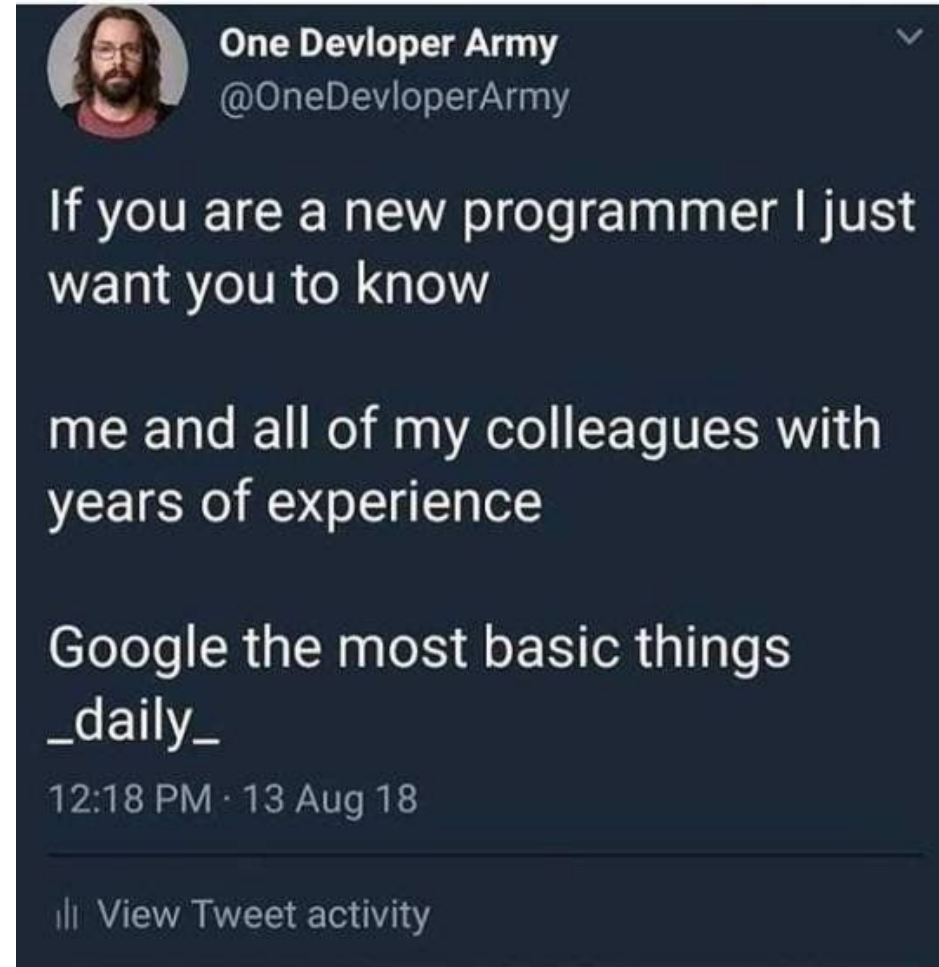 One Devloper Army
@OneDevloperArmy
If you are a new programmer I just
want you to know
me and all of my colleagues with
years of experience
Google the most basic things
_daily_
12:18 PM · 13 Aug 18
View Tweet activity